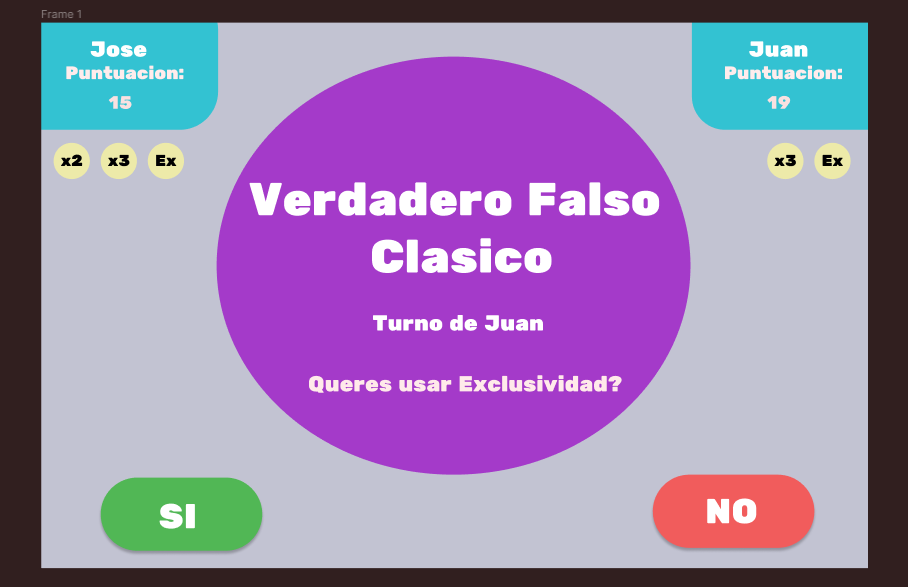 Frame 1
Jose
Puntuacion:
15
x2 x3 Ex
Juan
Puntuacion:
19
x3 Ex
Verdadero Falso
Clasico
Turno de Juan
Queres usar Exclusividad?
SI
NO